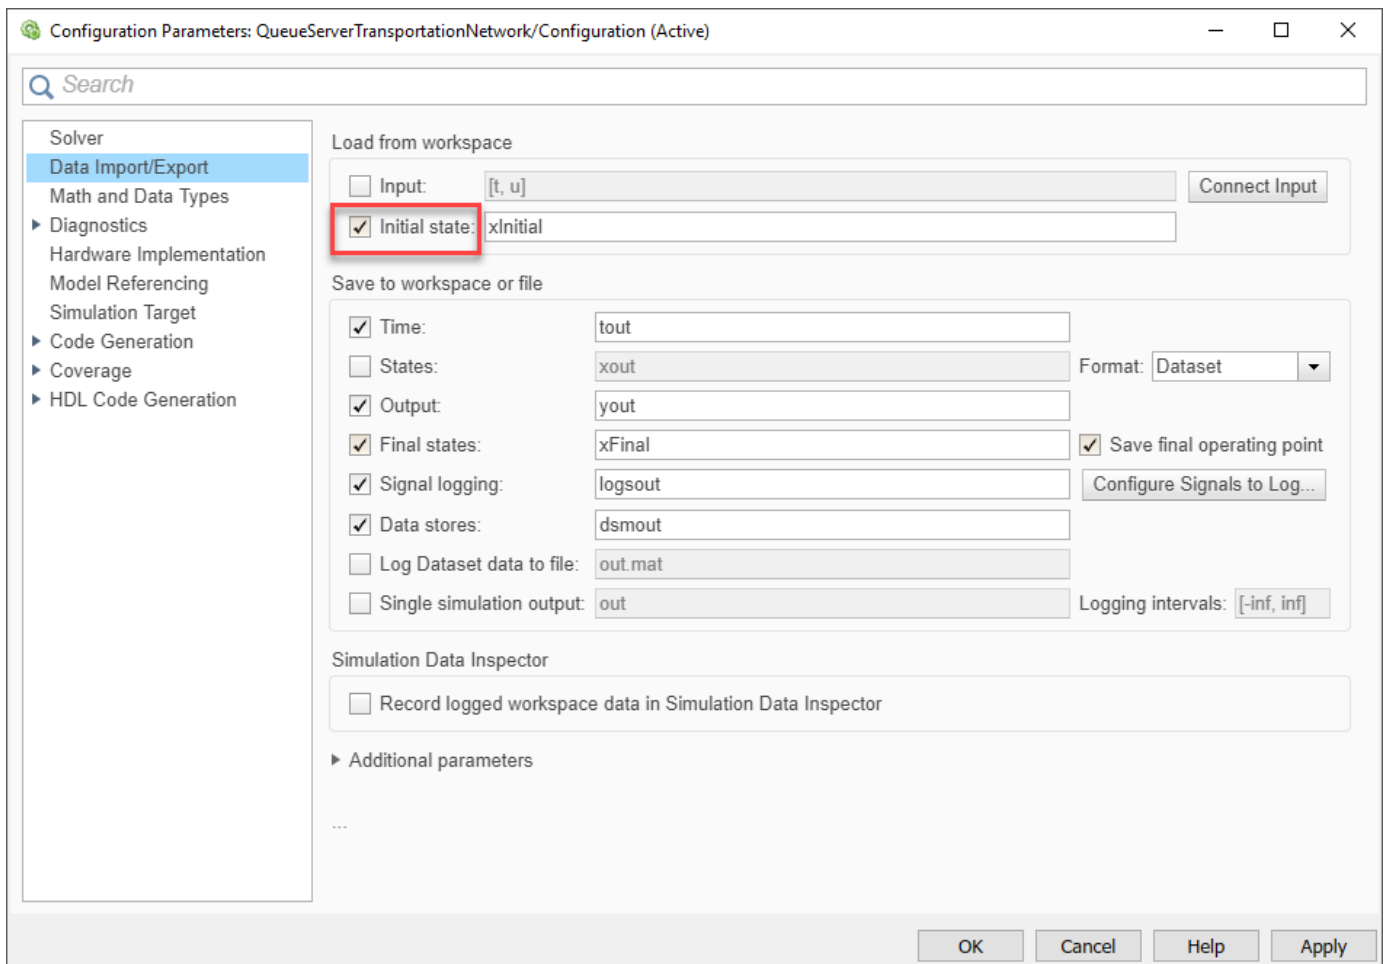 Configuration Parameters: QueueServerTransportationNetwork/Configuration (Active)
Search
Solver
Data Import/Export
Math and Data Types
Diagnostics
Hardware Implementation
Model Referencing
Simulation Target
Code Generation
Coverage
HDL Code Generation
Load from workspace
Input: [t, u] Connect Input
Initial state: xInitial
Save to workspace or file
Time: tout
States: xout Format: Dataset
Output: yout
Final states: xFinal Save final operating point
Signal logging: logsout Configure Signals to Log...
Data stores: dsmout
Log Dataset data to file: out.mat
Single simulation output: out Logging intervals: [-inf, inf]
Simulation Data Inspector
Record logged workspace data in Simulation Data Inspector
Additional parameters
...
OK Cancel Help Apply